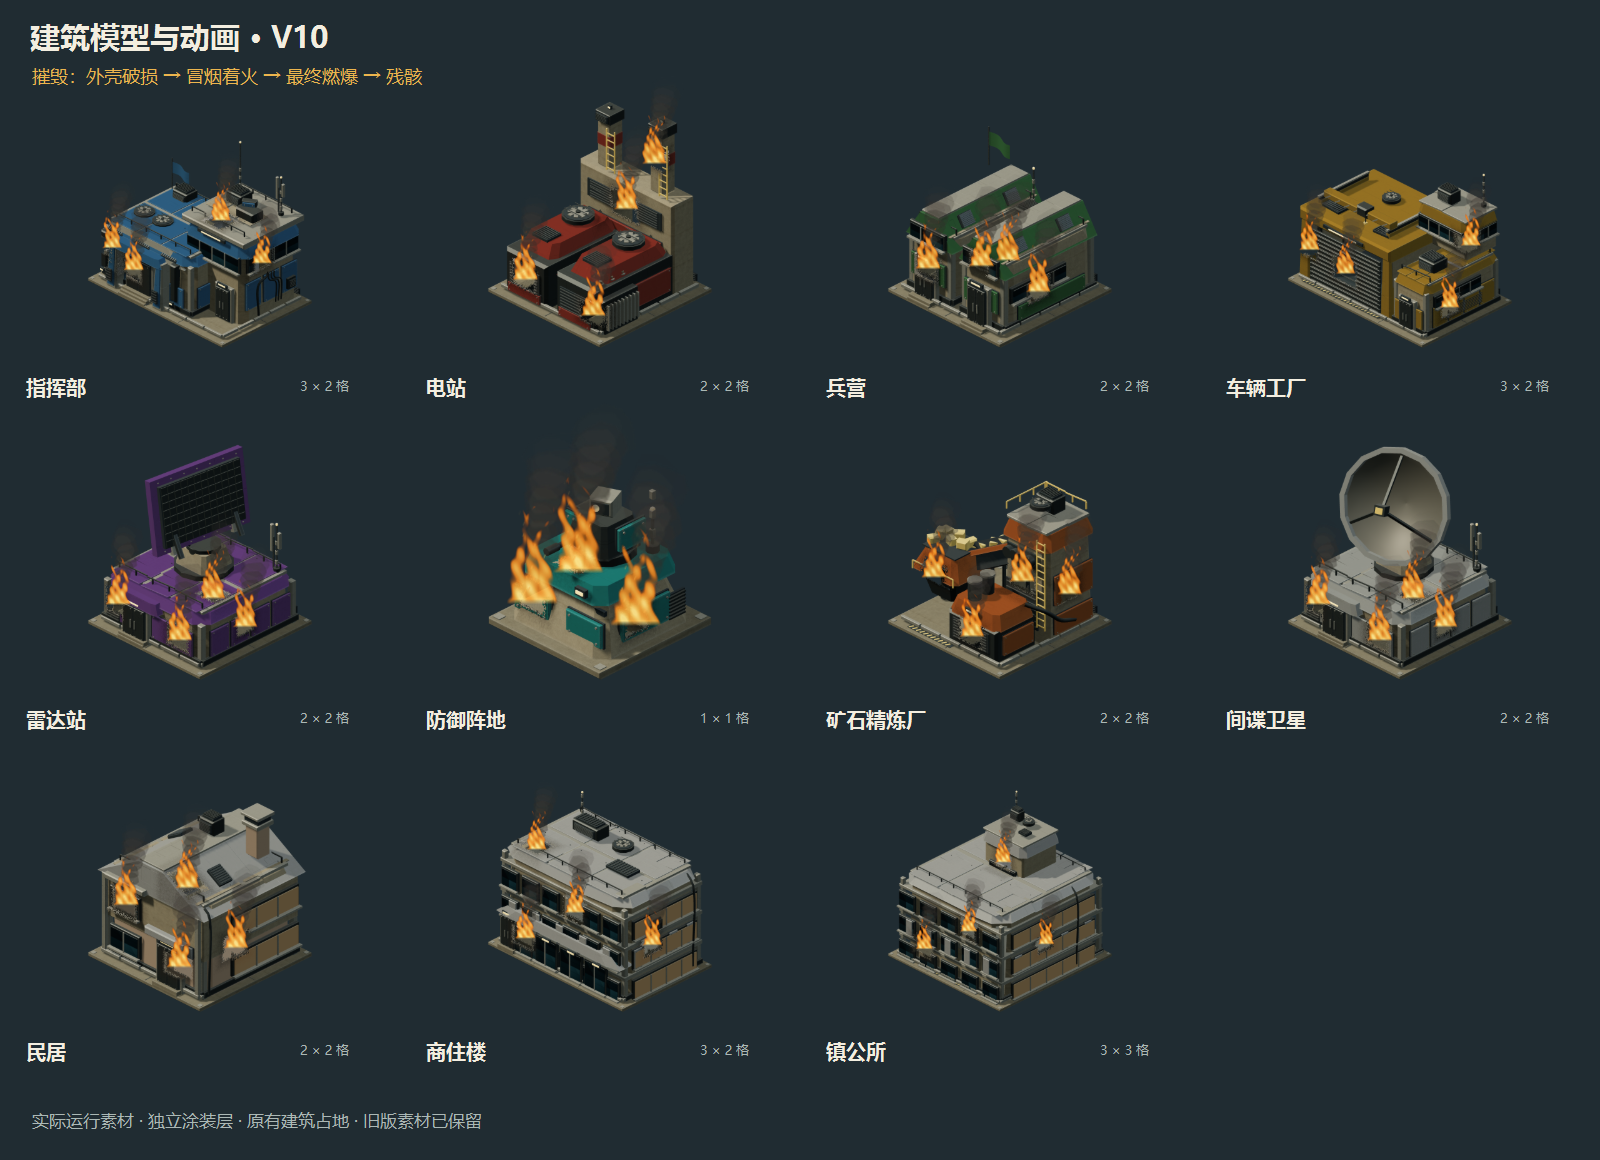 建筑模型与动画 • V10
摧毁：外壳破损 → 冒烟着火 → 最终燃爆 → 残骸
指挥部 3 × 2 格
电站 2 × 2 格
兵营 2 × 2 格
车辆工厂 3 × 2 格
雷达站 2 × 2 格
防御阵地 1 × 1 格
矿石精炼厂 2 × 2 格
间谍卫星 2 × 2 格
民居 2 × 2 格
商住楼 3 × 2 格
镇公所 3 × 3 格
实际运行素材 · 独立涂装层 · 原有建筑占地 · 旧版素材已保留